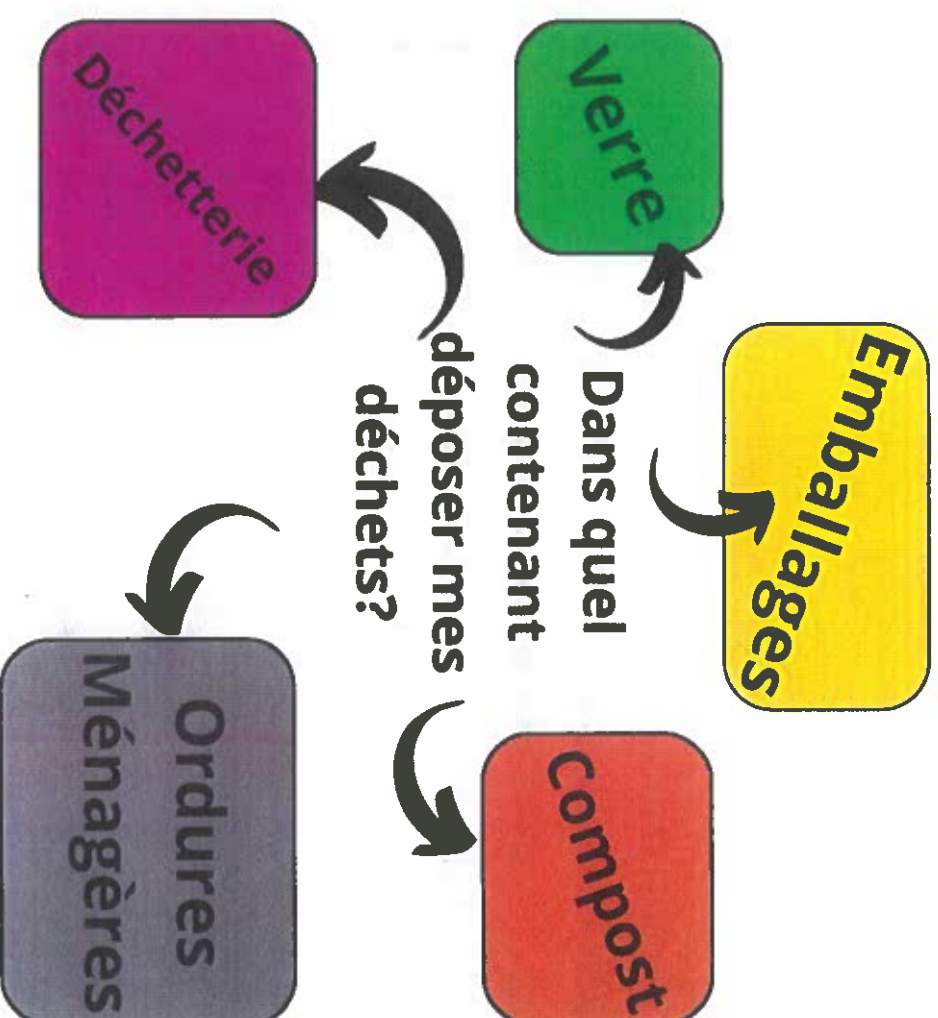 Emballages
Verre
Dans quel
contenant
déposer mes
déchets?
Compost
Déchetterie
Ordures
Ménagères